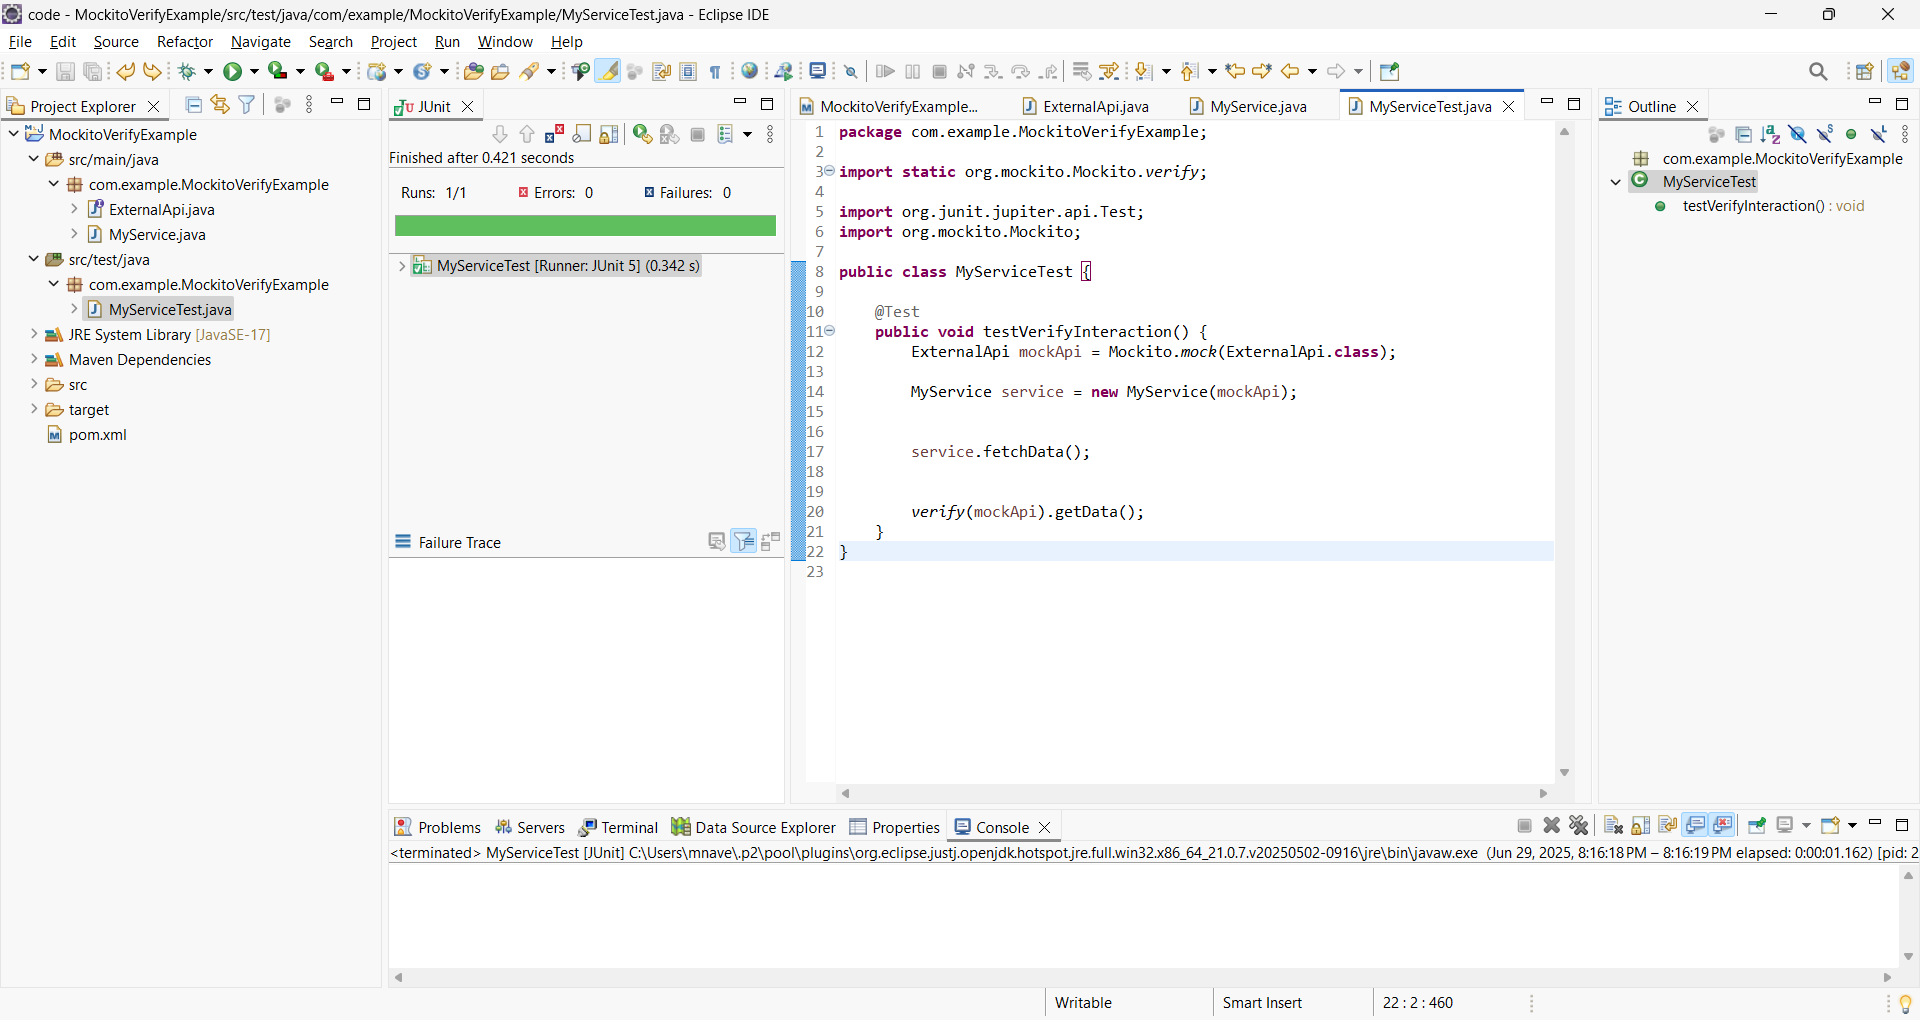 code - MockitoVerifyExample/src/test/java/com/example/MockitoVerifyExample/MyServiceTest.java - Eclipse IDE
File Edit Source Refactor Navigate Search Project Run Window Help
Project Explorer
MockitoVerifyExample
src/main/java
com.example.MockitoVerifyExample
ExternalApi.java
MyService.java
src/test/java
com.example.MockitoVerifyExample
MyServiceTest.java
JRE System Library [JavaSE-17]
Maven Dependencies
src
target
pom.xml
JUnit
Finished after 0.421 seconds
Runs: 1/1 Errors: 0 Failures: 0
MyServiceTest [Runner: JUnit 5] (0.342 s)
Failure Trace
MockitoVerifyExample... ExternalApi.java MyService.java MyServiceTest.java
1 package com.example.MockitoVerifyExample;
2
3 import static org.mockito.Mockito.verify;
4
5 import org.junit.jupiter.api.Test;
6 import org.mockito.Mockito;
7
8 public class MyServiceTest {
9
10 @Test
11 public void testVerifyInteraction() {
12 ExternalApi mockApi = Mockito.mock(ExternalApi.class);
13
14 MyService service = new MyService(mockApi);
15
16
17 service.fetchData();
18
19
20 verify(mockApi).getData();
21 }
22 }
23
Outline
com.example.MockitoVerifyExample
MyServiceTest
testVerifyInteraction() : void
Problems Servers Terminal Data Source Explorer Properties Console
<terminated> MyServiceTest [JUnit] C:\Users\mnave\.p2\pool\plugins\org.eclipse.justj.openjdk.hotspot.jre.full.win32.x86_64_21.0.7.v20250502-0916\jre\bin\javaw.exe (Jun 29, 2025, 8:16:18 PM – 8:16:19 PM elapsed: 0:00:01.162) [pid: 2
Writable Smart Insert 22 : 2 : 460